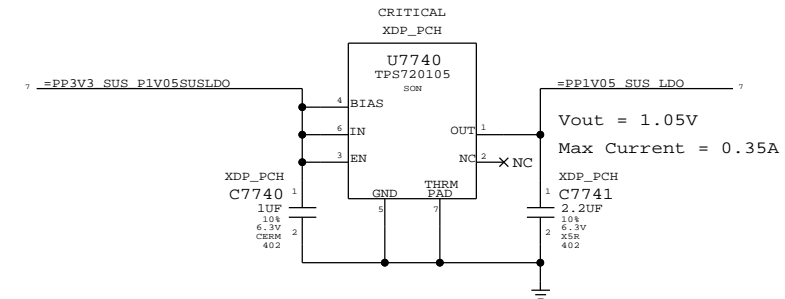 CRITICAL
XDP_PCH
U7740
TPS720105
SON
7 =PP3V3_SUS_P1V05SUSLDO
=PP1V05_SUS_LDO 7
4 BIAS
6 IN
OUT 1
3 EN
NC 2 NC
GND
THRM
PAD
5
7
Vout = 1.05V
Max Current = 0.35A
XDP_PCH
C7740 1
1UF
10%
6.3V
CERM
402
2
XDP_PCH
1 C7741
2.2UF
10%
6.3V
2 X5R
402